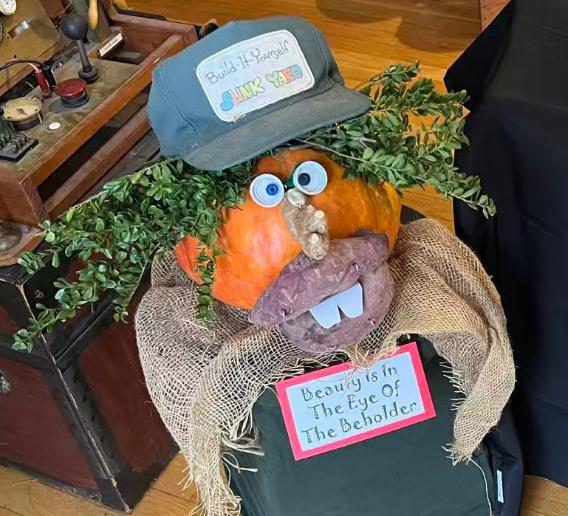 Build-It-Yourself
JUNK YARD
Beauty is In
The Eye Of
The Beholder